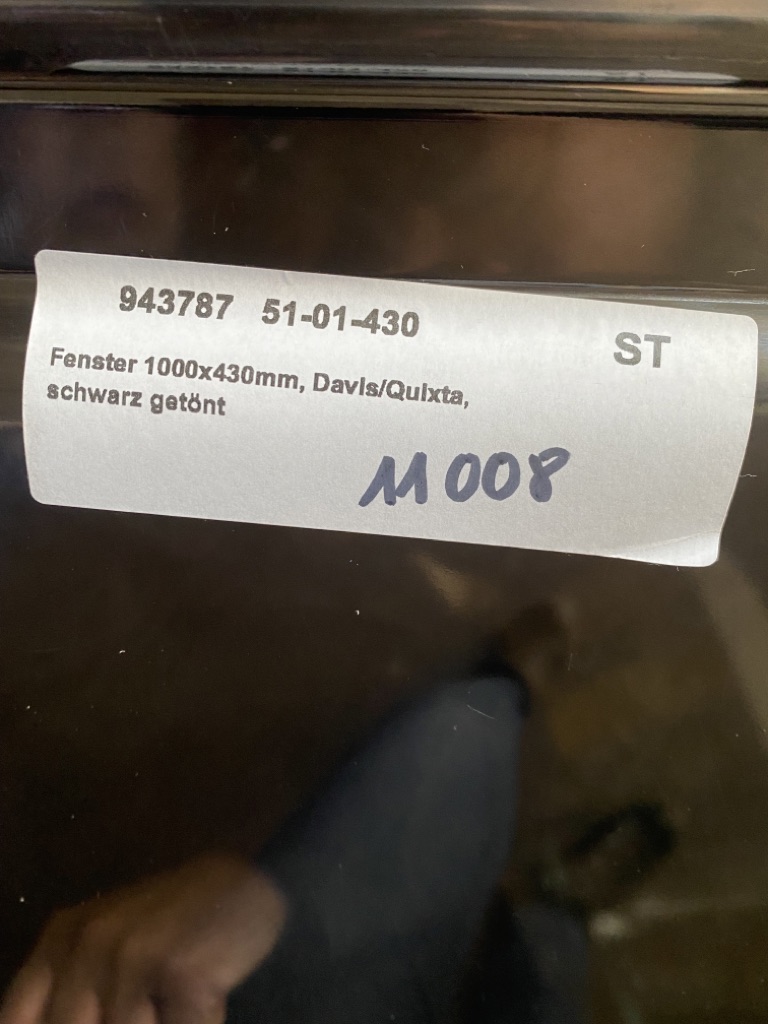 943787 51-01-430 ST
Fenster 1000x430mm, Davis/Quixta,
schwarz getönt
M008